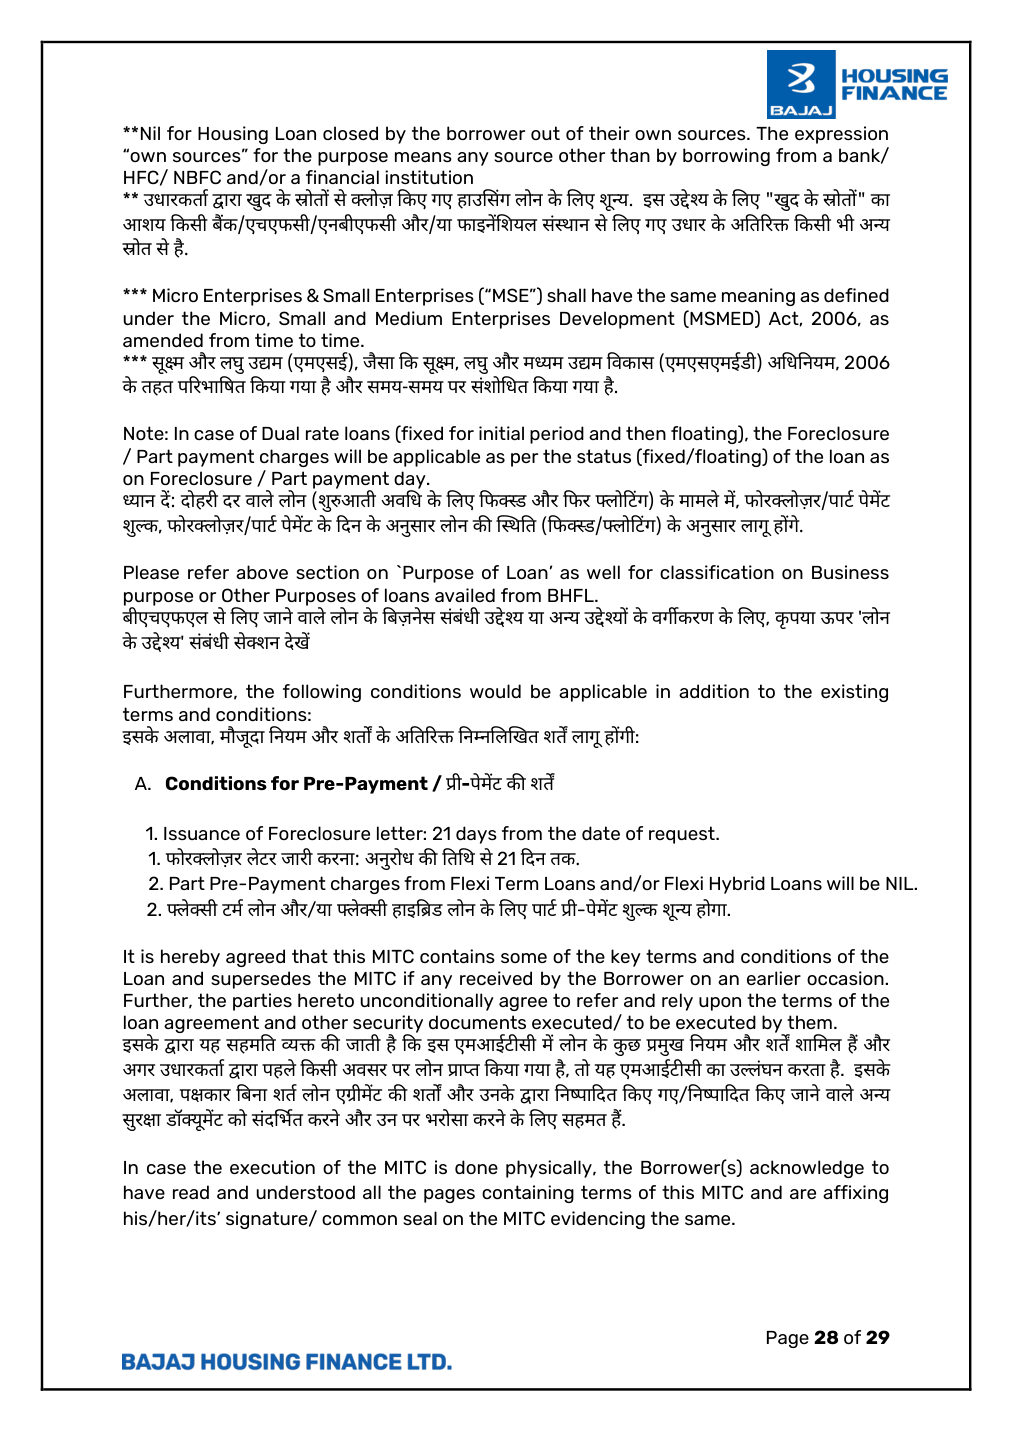 BAJAJ
HOUSING
FINANCE
**Nil for Housing Loan closed by the borrower out of their own sources. The expression
“own sources” for the purpose means any source other than by borrowing from a bank/
HFC/ NBFC and/or a financial institution
** उधारकर्ता द्वारा खुद के स्रोतों से क्लोज़ किए गए हाउसिंग लोन के लिए शून्य. इस उद्देश्य के लिए "खुद के स्रोतों" का
आशय किसी बैंक/एचएफसी/एनबीएफसी और/या फाइनेंशियल संस्थान से लिए गए उधार के अतिरिक्त किसी भी अन्य
स्रोत से है.
*** Micro Enterprises & Small Enterprises (“MSE”) shall have the same meaning as defined
under the Micro, Small and Medium Enterprises Development (MSMED) Act, 2006, as
amended from time to time.
*** सूक्ष्म और लघु उद्यम (एमएसई), जैसा कि सूक्ष्म, लघु और मध्यम उद्यम विकास (एमएसएमईडी) अधिनियम, 2006
के तहत परिभाषित किया गया है और समय-समय पर संशोधित किया गया है.
Note: In case of Dual rate loans (fixed for initial period and then floating), the Foreclosure
/ Part payment charges will be applicable as per the status (fixed/floating) of the loan as
on Foreclosure / Part payment day.
ध्यान दें: दोहरी दर वाले लोन (शुरुआती अवधि के लिए फिक्स्ड और फिर फ्लोटिंग) के मामले में, फोरक्लोज़र/पार्ट पेमेंट
शुल्क, फोरक्लोज़र/पार्ट पेमेंट के दिन के अनुसार लोन की स्थिति (फिक्स्ड/फ्लोटिंग) के अनुसार लागू होंगे.
Please refer above section on `Purpose of Loan’ as well for classification on Business
purpose or Other Purposes of loans availed from BHFL.
बीएचएफएल से लिए जाने वाले लोन के बिज़नेस संबंधी उद्देश्य या अन्य उद्देश्यों के वर्गीकरण के लिए, कृपया ऊपर 'लोन
के उद्देश्य' संबंधी सेक्शन देखें
Furthermore, the following conditions would be applicable in addition to the existing
terms and conditions:
इसके अलावा, मौजूदा नियम और शर्तों के अतिरिक्त निम्नलिखित शर्तें लागू होंगी:
A. Conditions for Pre-Payment / प्री-पेमेंट की शर्तें
1. Issuance of Foreclosure letter: 21 days from the date of request.
1. फोरक्लोज़र लेटर जारी करना: अनुरोध की तिथि से 21 दिन तक.
2. Part Pre-Payment charges from Flexi Term Loans and/or Flexi Hybrid Loans will be NIL.
2. फ्लेक्सी टर्म लोन और/या फ्लेक्सी हाइब्रिड लोन के लिए पार्ट प्री-पेमेंट शुल्क शून्य होगा.
It is hereby agreed that this MITC contains some of the key terms and conditions of the
Loan and supersedes the MITC if any received by the Borrower on an earlier occasion.
Further, the parties hereto unconditionally agree to refer and rely upon the terms of the
loan agreement and other security documents executed/ to be executed by them.
इसके द्वारा यह सहमति व्यक्त की जाती है कि इस एमआईटीसी में लोन के कुछ प्रमुख नियम और शर्तें शामिल हैं और
अगर उधारकर्ता द्वारा पहले किसी अवसर पर लोन प्राप्त किया गया है, तो यह एमआईटीसी का उल्लंघन करता है. इसके
अलावा, पक्षकार बिना शर्त लोन एग्रीमेंट की शर्तों और उनके द्वारा निष्पादित किए गए/निष्पादित किए जाने वाले अन्य
सुरक्षा डॉक्यूमेंट को संदर्भित करने और उन पर भरोसा करने के लिए सहमत हैं.
In case the execution of the MITC is done physically, the Borrower(s) acknowledge to
have read and understood all the pages containing terms of this MITC and are affixing
his/her/its’ signature/ common seal on the MITC evidencing the same.
Page 28 of 29
BAJAJ HOUSING FINANCE LTD.